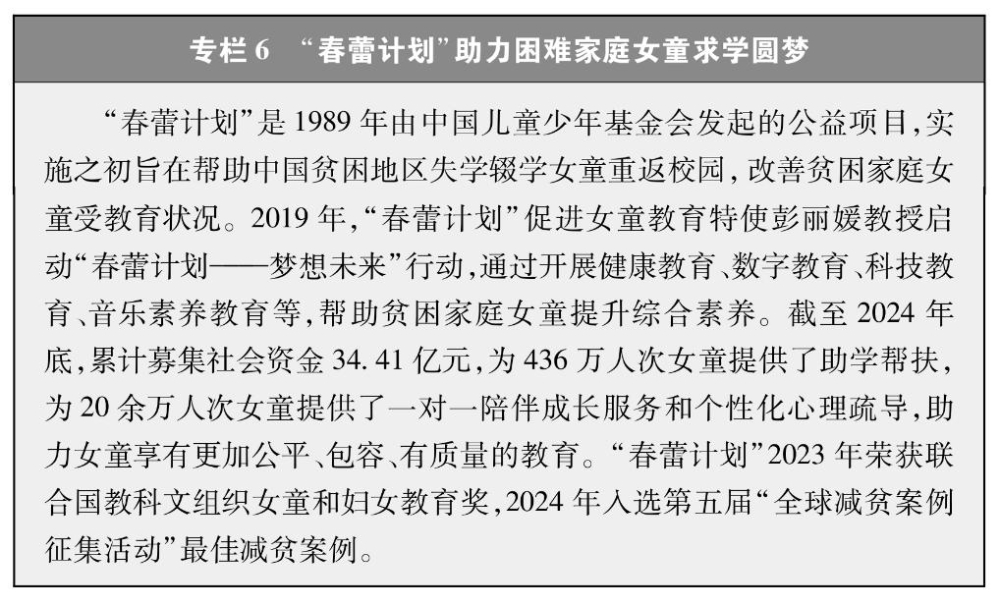 专栏 6 “春蕾计划”助力困难家庭女童求学圆梦
“春蕾计划”是 1989 年由中国儿童少年基金会发起的公益项目,实
施之初旨在帮助中国贫困地区失学辍学女童重返校园, 改善贫困家庭女
童受教育状况。2019 年,“春蕾计划”促进女童教育特使彭丽媛教授启
动“春蕾计划——梦想未来”行动,通过开展健康教育、数字教育、科技教
育、音乐素养教育等,帮助贫困家庭女童提升综合素养。截至 2024 年
底,累计募集社会资金 34. 41 亿元,为 436 万人次女童提供了助学帮扶,
为 20 余万人次女童提供了一对一陪伴成长服务和个性化心理疏导,助
力女童享有更加公平、包容、有质量的教育。“春蕾计划”2023 年荣获联
合国教科文组织女童和妇女教育奖,2024 年入选第五届“全球减贫案例
征集活动”最佳减贫案例。